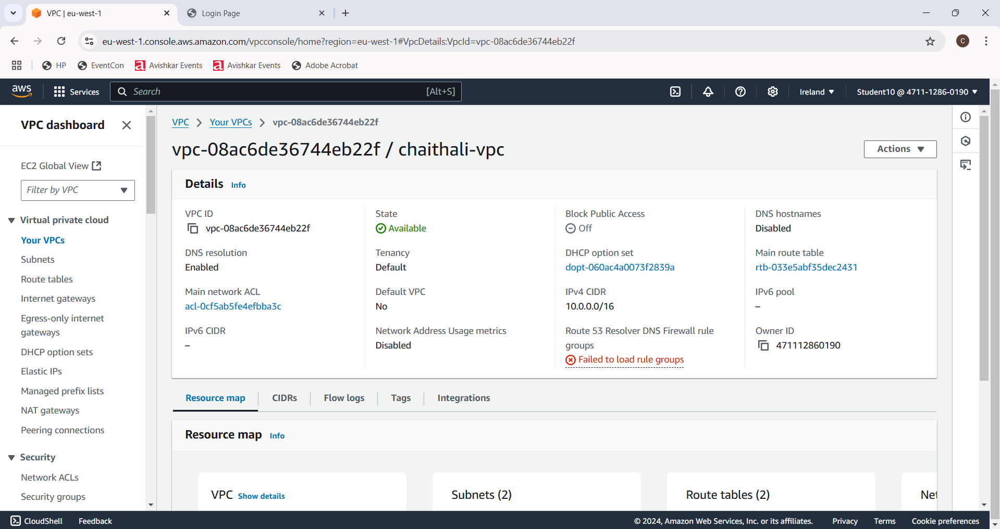 VPC | eu-west-1
Login Page
eu-west-1.console.aws.amazon.com/vpcconsole/home?region=eu-west-1#VpcDetails:VpcId=vpc-08ac6de36744eb22f
C
HP
EventCon
Avishkar Events
Avishkar Events
Adobe Acrobat
aws
Services
Search
[Alt+S]
Ireland
Student10 @ 4711-1286-0190
VPC dashboard
EC2 Global View
Filter by VPC
Virtual private cloud
Your VPCs
Subnets
Route tables
Internet gateways
Egress-only internet
gateways
DHCP option sets
Elastic IPs
Managed prefix lists
NAT gateways
Peering connections
Security
Network ACLs
Security groups
VPC
Your VPCs
vpc-08ac6de36744eb22f
vpc-08ac6de36744eb22f / chaithali-vpc
Actions
Details
Info
VPC ID
vpc-08ac6de36744eb22f
State
Available
Block Public Access
Off
DNS hostnames
Disabled
DNS resolution
Enabled
Tenancy
Default
DHCP option set
dopt-060ac4a0073f2839a
Main route table
rtb-033e5abf35dec2431
Main network ACL
acl-0cf5ab5fe4efbba3c
Default VPC
No
IPv4 CIDR
10.0.0.0/16
IPv6 pool
–
IPv6 CIDR
–
Network Address Usage metrics
Disabled
Route 53 Resolver DNS Firewall rule
groups
Failed to load rule groups
Owner ID
471112860190
Resource map
CIDRs
Flow logs
Tags
Integrations
Resource map
Info
VPC
Show details
Subnets (2)
Route tables (2)
Net
CloudShell
Feedback
© 2024, Amazon Web Services, Inc. or its affiliates.
Privacy
Terms
Cookie preferences